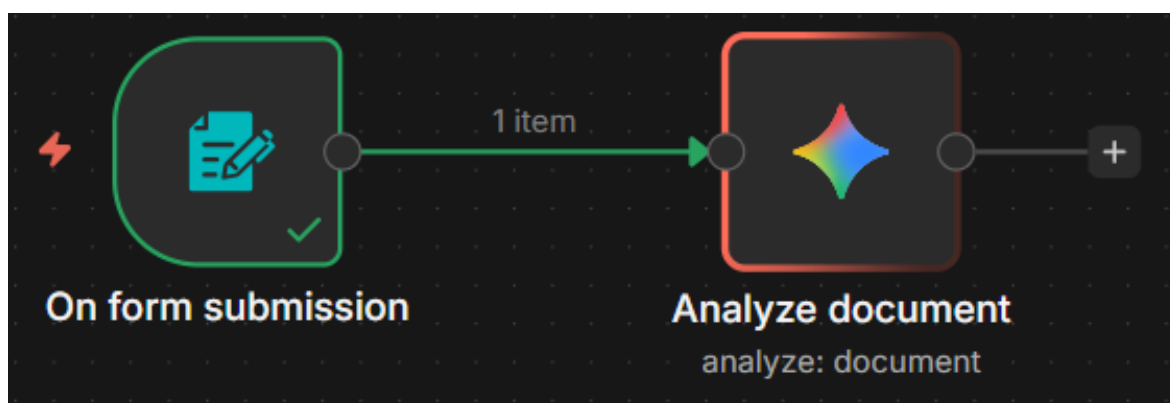 1 item
On form submission
Analyze document
analyze: document